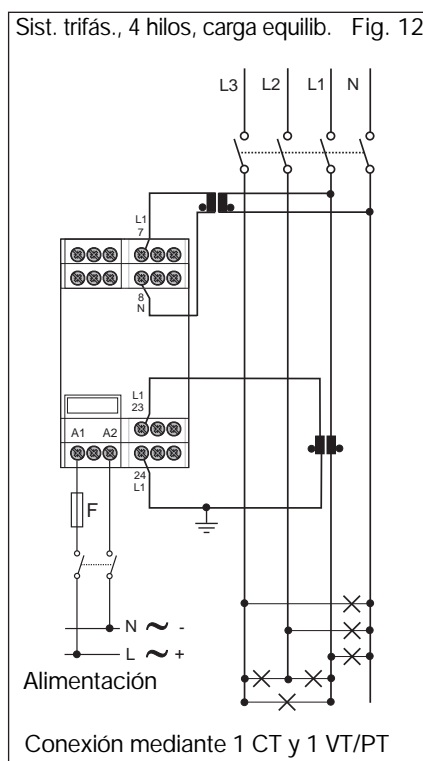 Sist. trifás., 4 hilos, carga equilib. Fig. 12
L3 L2 L1 N
L1
7
8
N
L1
23
A1 A2
24
L1
F
N ~ -
L ~ +
Alimentación
Conexión mediante 1 CT y 1 VT/PT